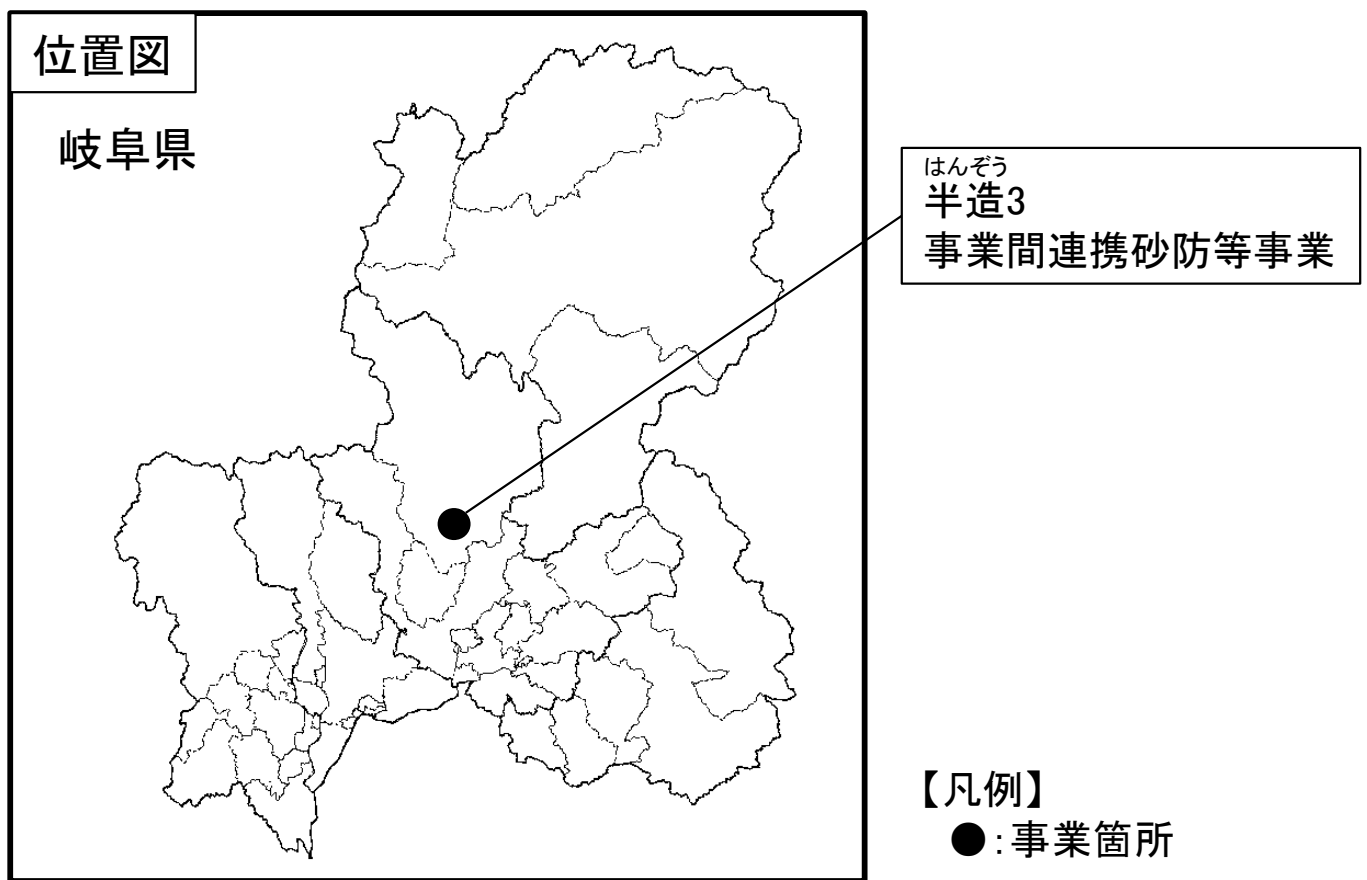 位置図
岐阜県
はんぞう
半造3
事業間連携砂防等事業
【凡例】
●:事業箇所